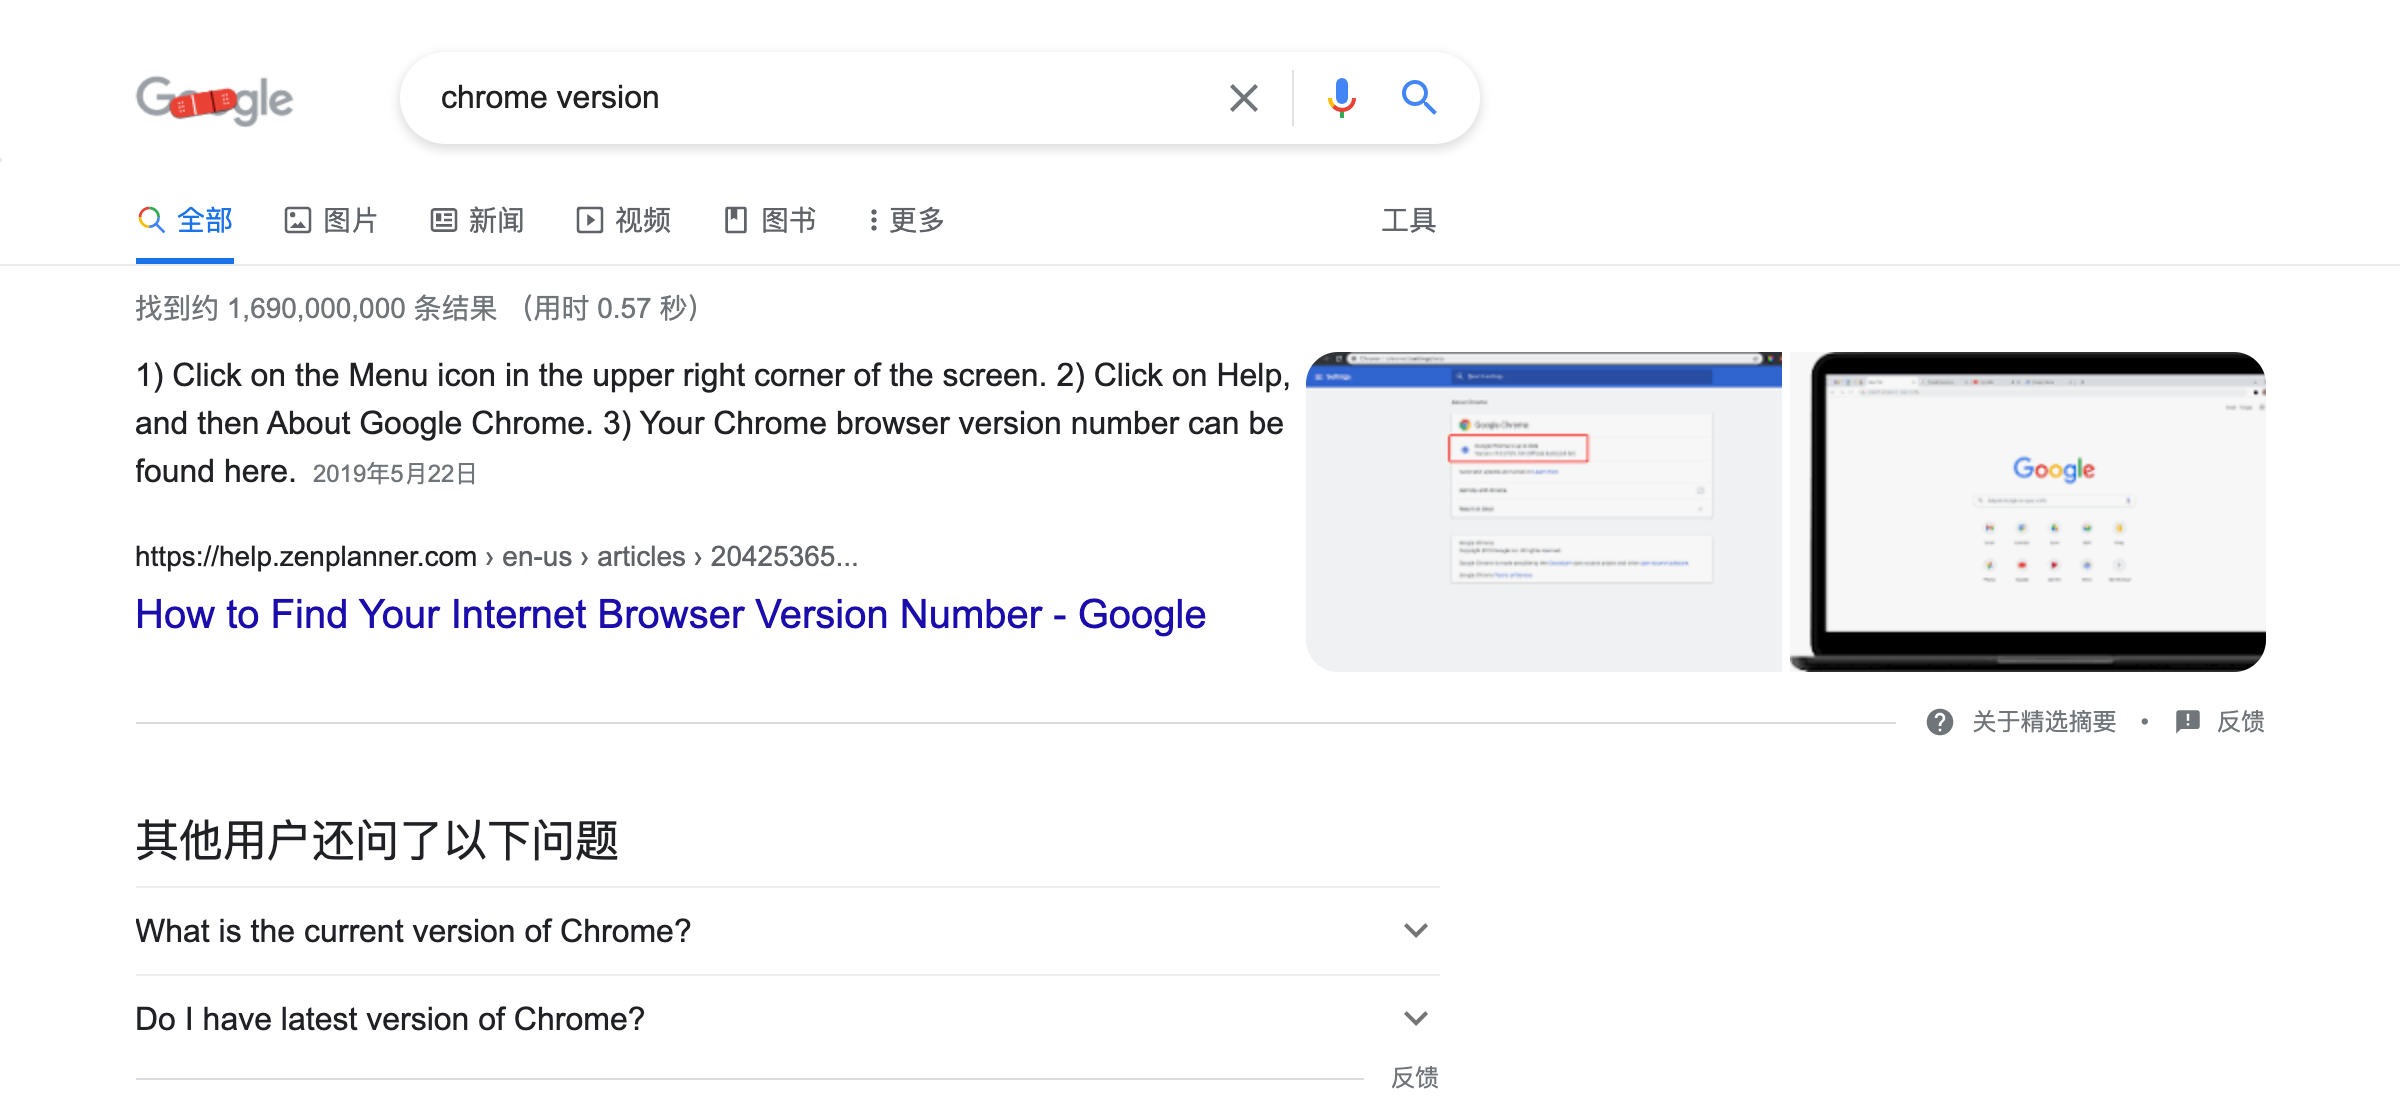 Google
chrome version
全部 图片 新闻 视频 图书 更多 工具
找到约 1,690,000,000 条结果 （用时 0.57 秒）
1) Click on the Menu icon in the upper right corner of the screen. 2) Click on Help,
and then About Google Chrome. 3) Your Chrome browser version number can be
found here. 2019年5月22日
Google Chrome
Google
https://help.zenplanner.com › en-us › articles › 20425365...
How to Find Your Internet Browser Version Number - Google
关于精选摘要 • 反馈
其他用户还问了以下问题
What is the current version of Chrome?
Do I have latest version of Chrome?
反馈